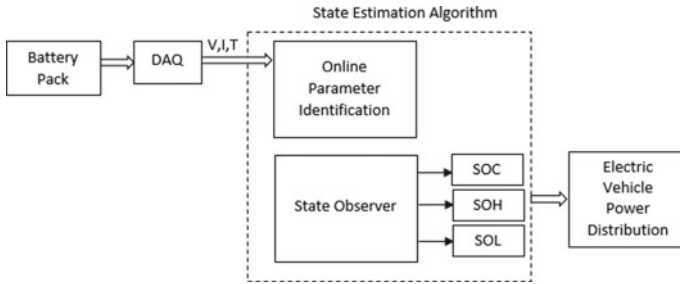 State Estimation Algorithm
Battery
Pack
DAQ
V,I,T
Online
Parameter
Identification
State Observer
SOC
SOH
SOL
Electric
Vehicle
Power
Distribution